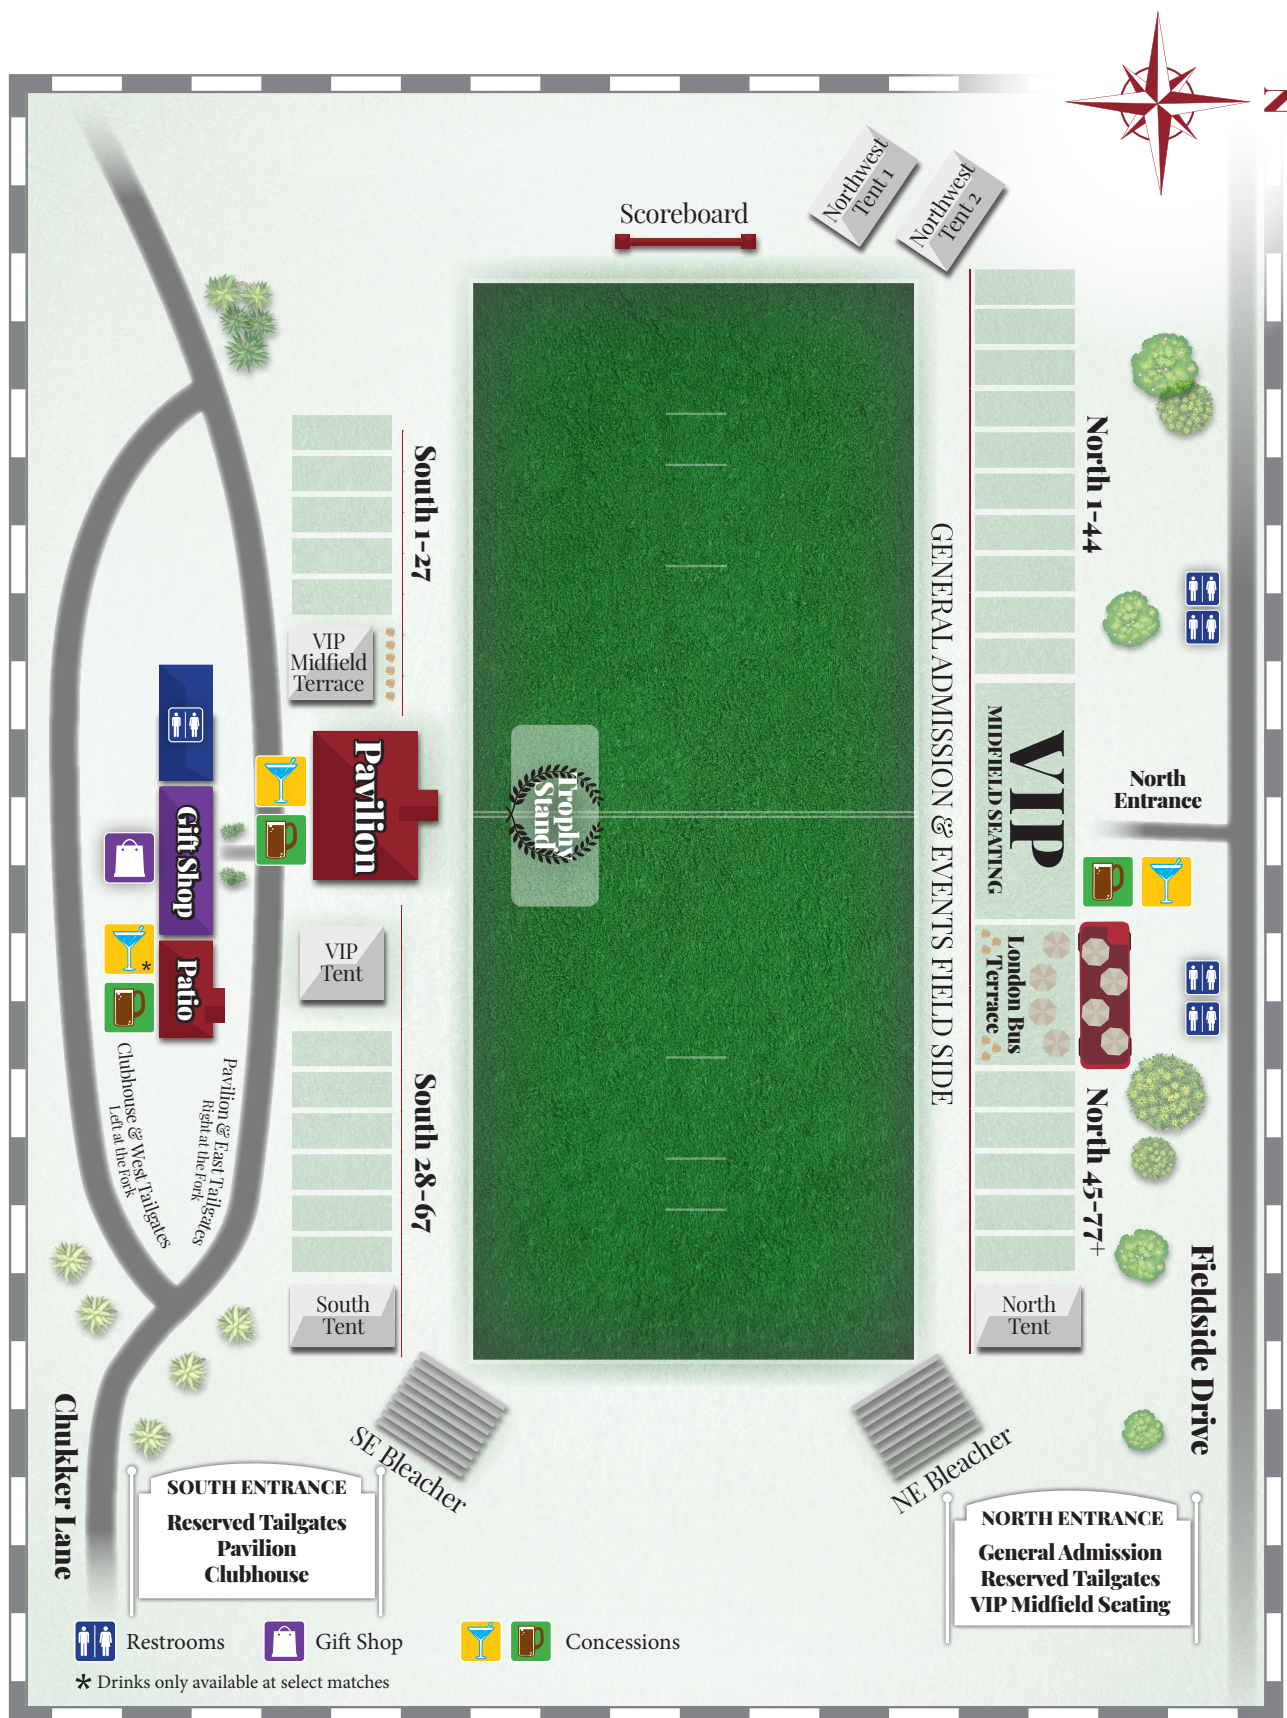 N
Northwest
Tent 1
Northwest
Tent 2
Scoreboard
South 1-27
North 1-44
GENERAL ADMISSION & EVENTS FIELD SIDE
VIP
Midfield
Terrace
VIP
MIDFIELD SEATING
North
Entrance
Pavilion
Trophy
Stand
Gift Shop
Patio
*
VIP
Tent
London Bus
Terrace
Clubhouse & West Tailgates
Left at the Fork
Pavilion & East Tailgates
Right at the Fork
South 28-67
North 45-77+
South
Tent
North
Tent
Fieldside Drive
Chukker Lane
SE Bleacher
NE Bleacher
SOUTH ENTRANCE
Reserved Tailgates
Pavilion
Clubhouse
NORTH ENTRANCE
General Admission
Reserved Tailgates
VIP Midfield Seating
Restrooms
Gift Shop
Concessions
* Drinks only available at select matches